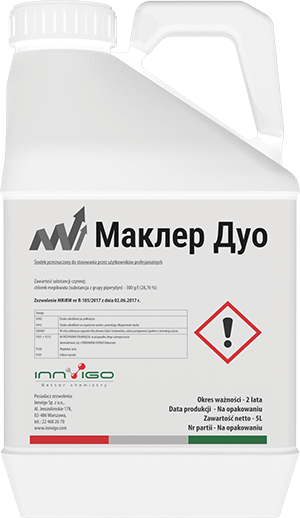 Маклер Дуо
Środek przeznaczony do stosowania przez użytkowników profesjonalnych
Zawartość substancji czynnej:
chlorek mepikwatu (substancja z grupy piperydyn) - 300 g/l (28,76 %)
Zezwolenie MRiRW nr R-105/2017 z dnia 02.06.2017 r.
INNVIGO
Better chemistry
Posiadacz zezwolenia:
Innvigo Sp. z o.o.,
Al. Jerozolimskie 178,
02-486 Warszawa,
tel.: 22 468 26 70
www.innvigo.com
Okres ważności - 2 lata
Data produkcji - Na opakowaniu
Zawartość netto - 5L
Nr partii - Na opakowaniu